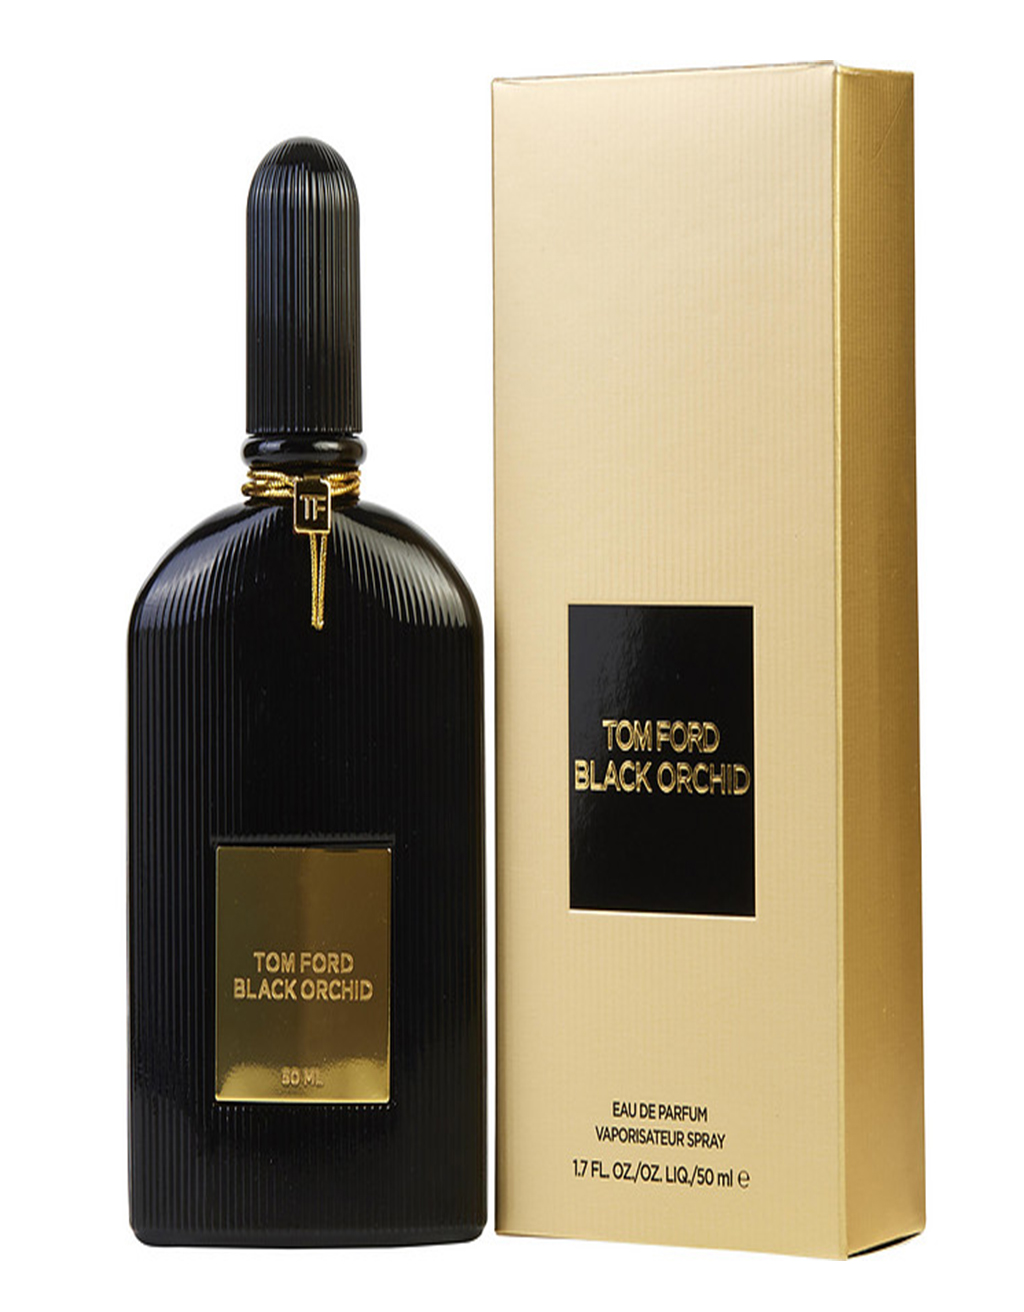 TF
TOM FORD
BLACK ORCHID
50 ML
TOM FORD
BLACK ORCHID
EAU DE PARFUM
VAPORISATEUR SPRAY
1.7 FL. OZ./OZ. LIQ./50 ml ℮